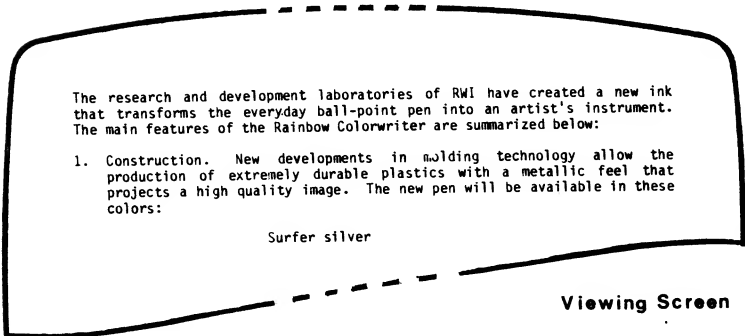 The research and development laboratories of RWI have created a new ink
that transforms the everyday ball-point pen into an artist's instrument.
The main features of the Rainbow Colorwriter are summarized below:
1. Construction. New developments in molding technology allow the
production of extremely durable plastics with a metallic feel that
projects a high quality image. The new pen will be available in these
colors:
Surfer silver
Viewing Screen